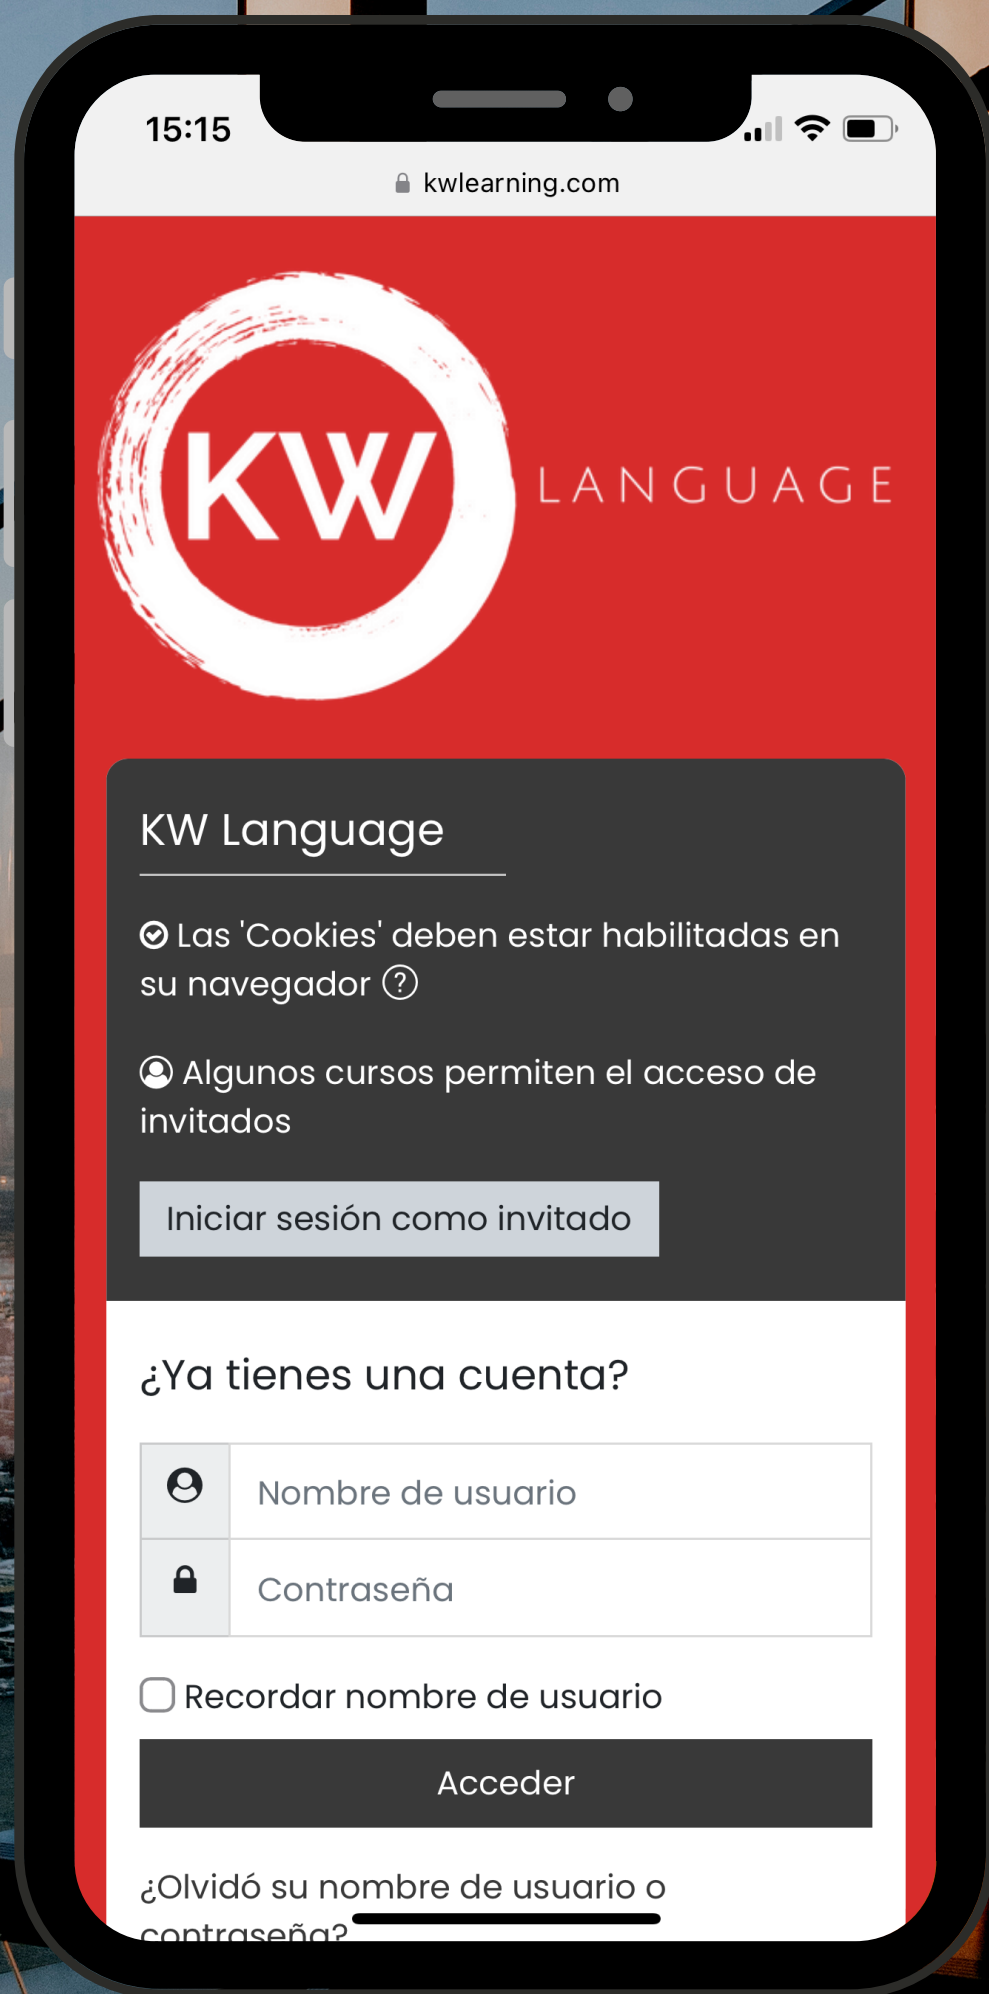 15:15
kwlearning.com
KW
LANGUAGE
KW Language
Las 'Cookies' deben estar habilitadas en
su navegador ?
Algunos cursos permiten el acceso de
invitados
Iniciar sesión como invitado
¿Ya tienes una cuenta?
Nombre de usuario
Contraseña
Recordar nombre de usuario
Acceder
¿Olvidó su nombre de usuario o
contraseña?